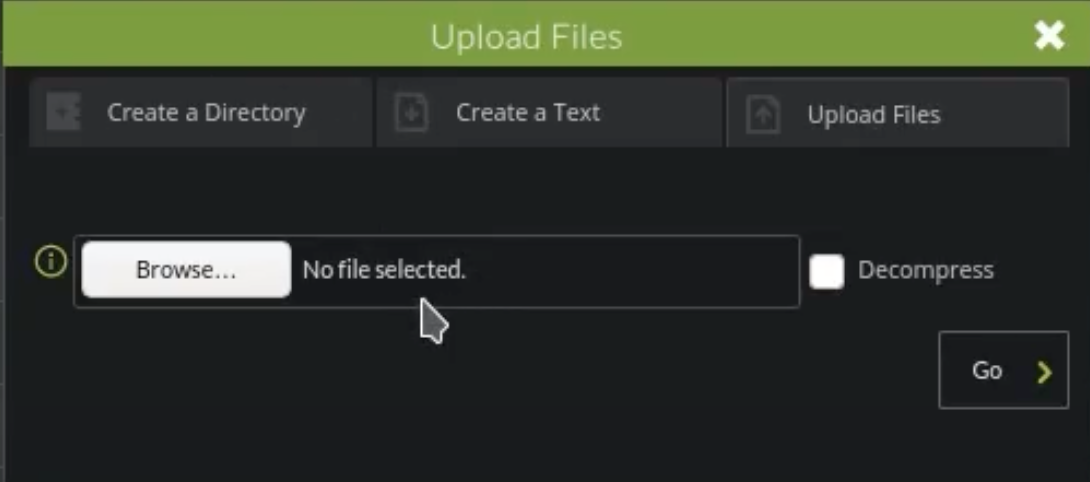 Upload Files
Create a Directory
Create a Text
Upload Files
Browse...
No file selected.
Decompress
Go